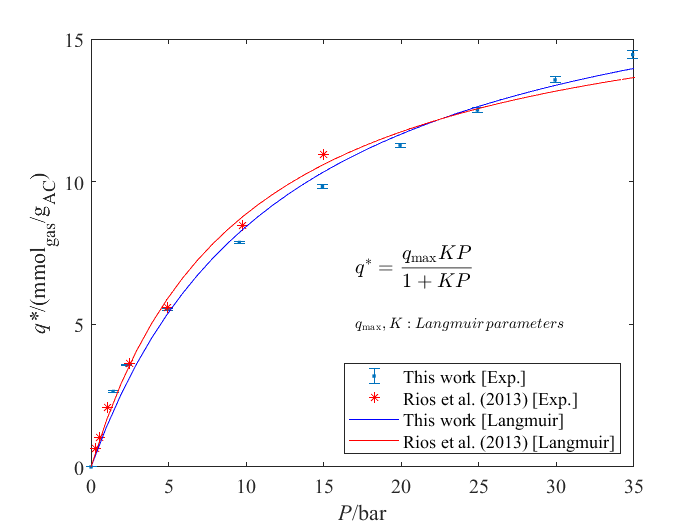 15
10
5
0
0 5 10 15 20 25 30 35
q*/(mmol_gas/g_AC)
P/bar
q* = q_max KP / 1 + KP
q_max, K : Langmuir parameters
This work [Exp.]
Rios et al. (2013) [Exp.]
This work [Langmuir]
Rios et al. (2013) [Langmuir]